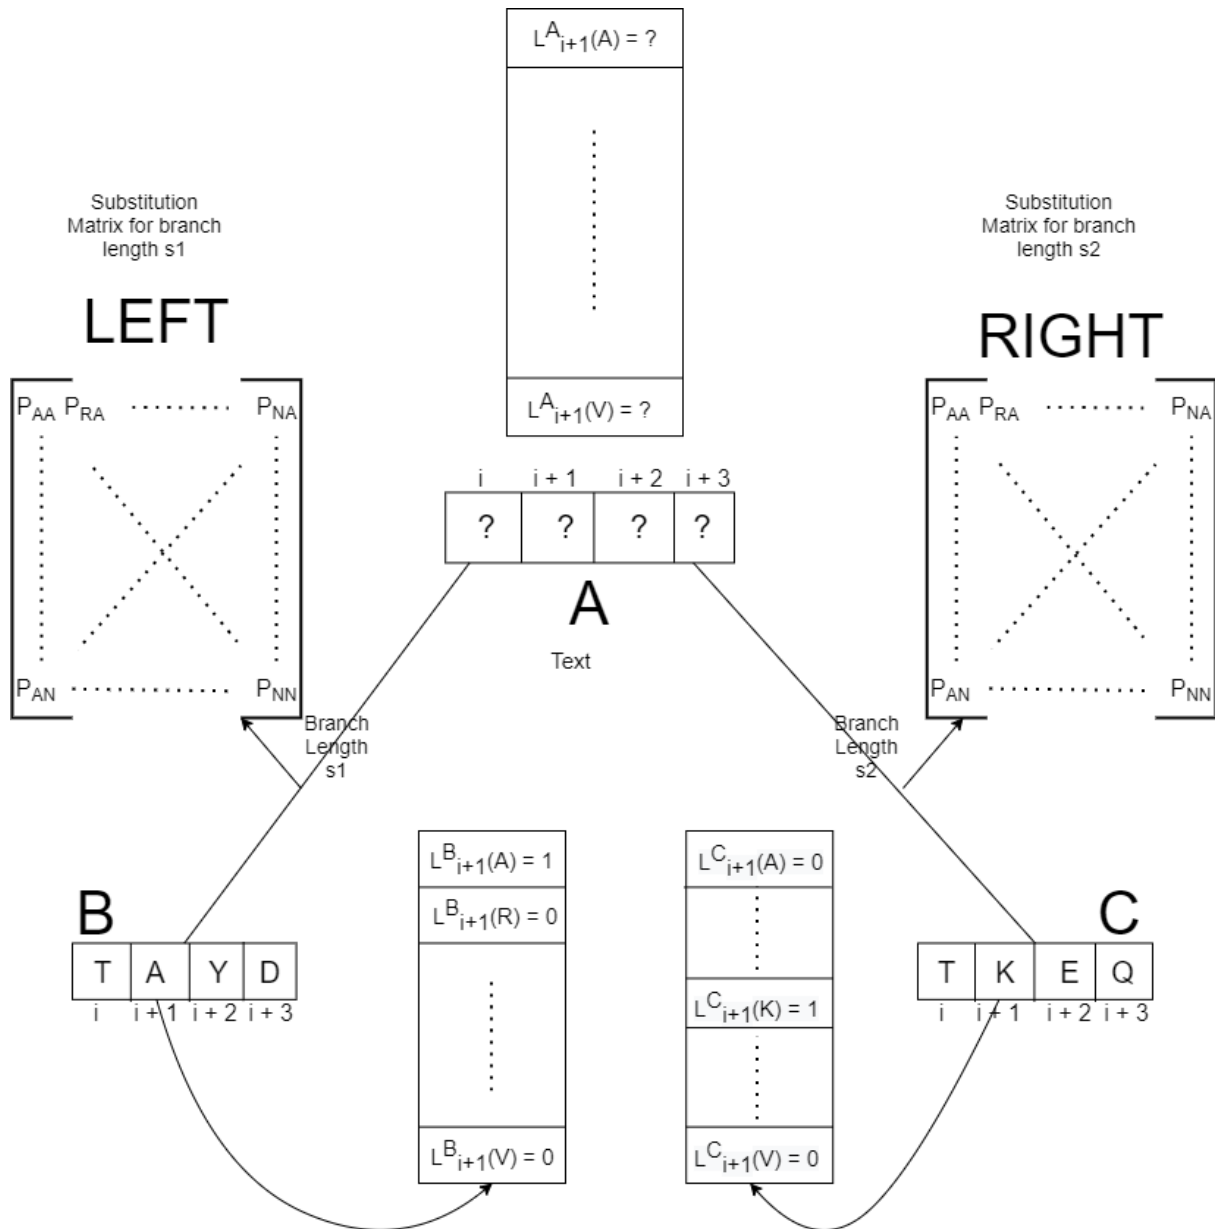 L^A_{i+1}(A) = ?
L^A_{i+1}(V) = ?
Substitution
Matrix for branch
length s1
LEFT
P_AA P_RA P_NA
P_AN P_NN
Substitution
Matrix for branch
length s2
RIGHT
P_AA P_RA P_NA
P_AN P_NN
i i + 1 i + 2 i + 3
? ? ? ?
A
Text
Branch
Length
s1
Branch
Length
s2
B
T A Y D
i i + 1 i + 2 i + 3
L^B_{i+1}(A) = 1
L^B_{i+1}(R) = 0
L^B_{i+1}(V) = 0
L^C_{i+1}(A) = 0
L^C_{i+1}(K) = 1
L^C_{i+1}(V) = 0
C
T K E Q
i i + 1 i + 2 i + 3